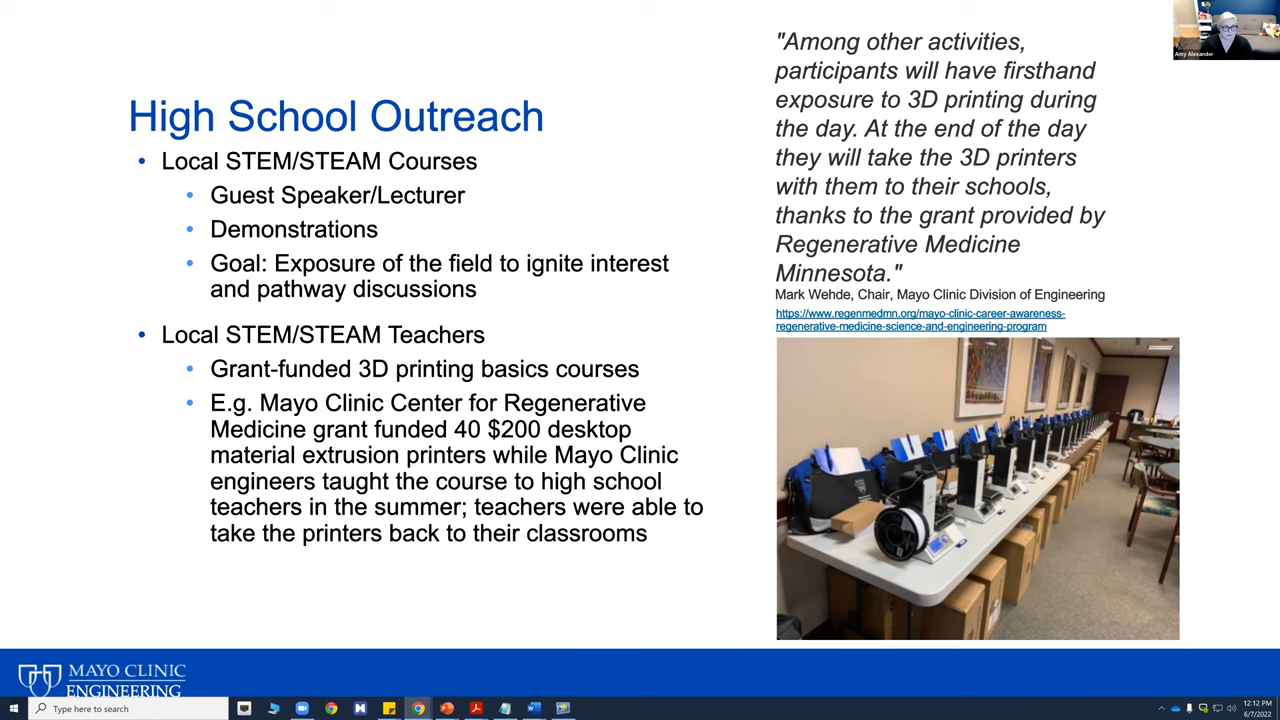 High School Outreach
• Local STEM/STEAM Courses
• Guest Speaker/Lecturer
• Demonstrations
• Goal: Exposure of the field to ignite interest
and pathway discussions
• Local STEM/STEAM Teachers
• Grant-funded 3D printing basics courses
• E.g. Mayo Clinic Center for Regenerative
Medicine grant funded 40 $200 desktop
material extrusion printers while Mayo Clinic
engineers taught the course to high school
teachers in the summer; teachers were able to
take the printers back to their classrooms
"Among other activities,
participants will have firsthand
exposure to 3D printing during
the day. At the end of the day
they will take the 3D printers
with them to their schools,
thanks to the grant provided by
Regenerative Medicine
Minnesota."
Mark Wehde, Chair, Mayo Clinic Division of Engineering
https://www.regenmedmn.org/mayo-clinic-career-awareness-
regenerative-medicine-science-and-engineering-program
Amy Alexander
MAYO CLINIC
ENGINEERING
Type here to search
12:12 PM
6/7/2022